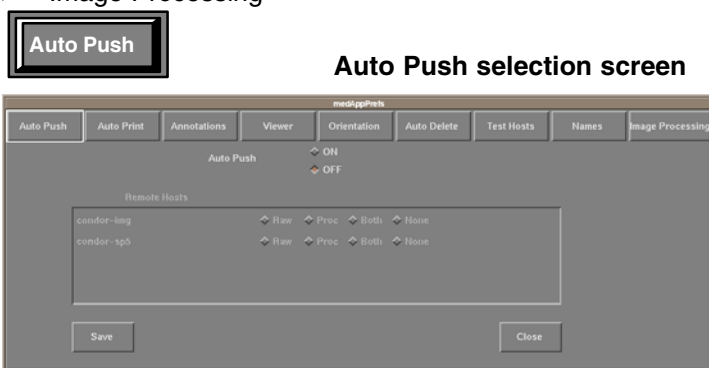 Image Processing
Auto Push
Auto Push selection screen
medAppPrefs
Auto Push Auto Print Annotations Viewer Orientation Auto Delete Test Hosts Names Image Processing
Auto Push ON
OFF
Remote Hosts
condor-img Raw Proc Both None
condor-sp5 Raw Proc Both None
Save Close